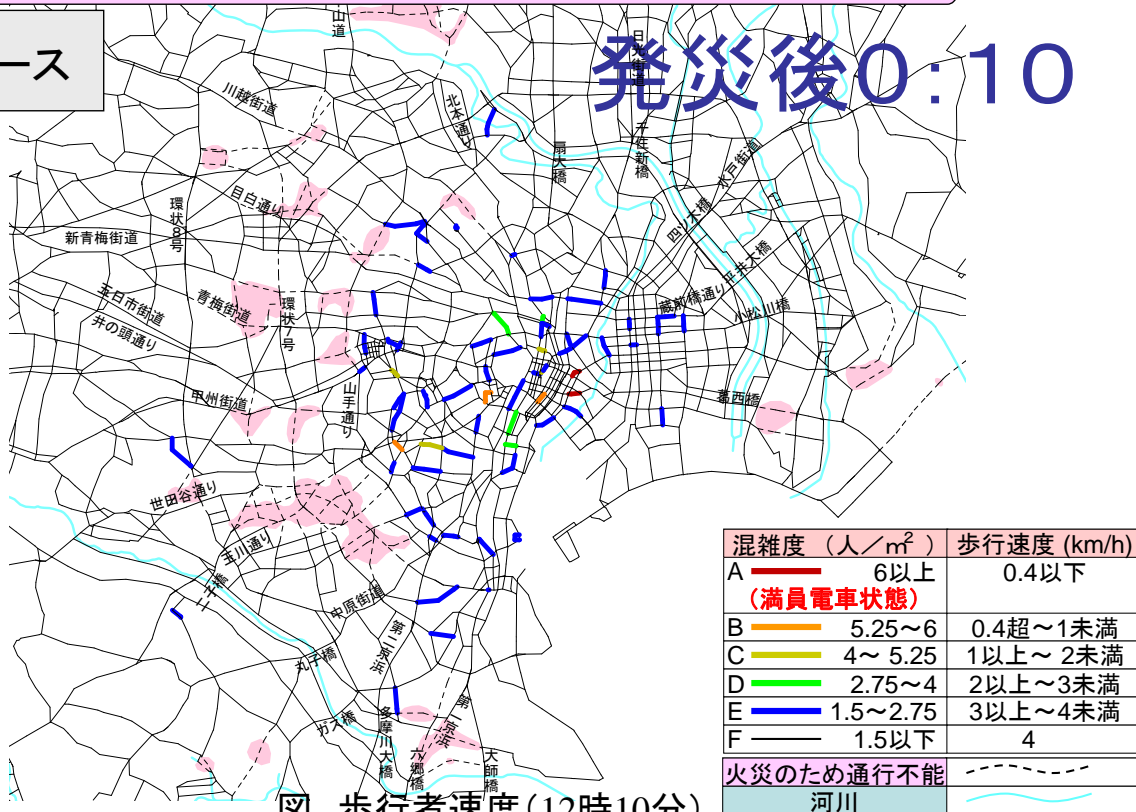 ース
発災後0:10
山道
日光街道
川越街道
北本通り
扇大橋
千住新橋
水戸街道
目白通り
環状8号
四ツ木橋
新青梅街道
平井大橋
五日市街道
青梅街道
環状7号
蔵前橋通り
小松川橋
井の頭通り
甲州街道
山手通り
葛西橋
世田谷通り
玉川通り
二子橋
中原街道
第二京浜
丸子橋
ガス橋
多摩川大橋
六郷橋
第一京浜
大師橋
混雑度 (人/㎡) 歩行速度 (km/h)
A 6以上 0.4以下
(満員電車状態)
B 5.25~6 0.4超~1未満
C 4~ 5.25 1以上~ 2未満
D 2.75~4 2以上~3未満
E 1.5~2.75 3以上~4未満
F 1.5以下 4
火災のため通行不能
河川
図 歩行者速度(12時10分)